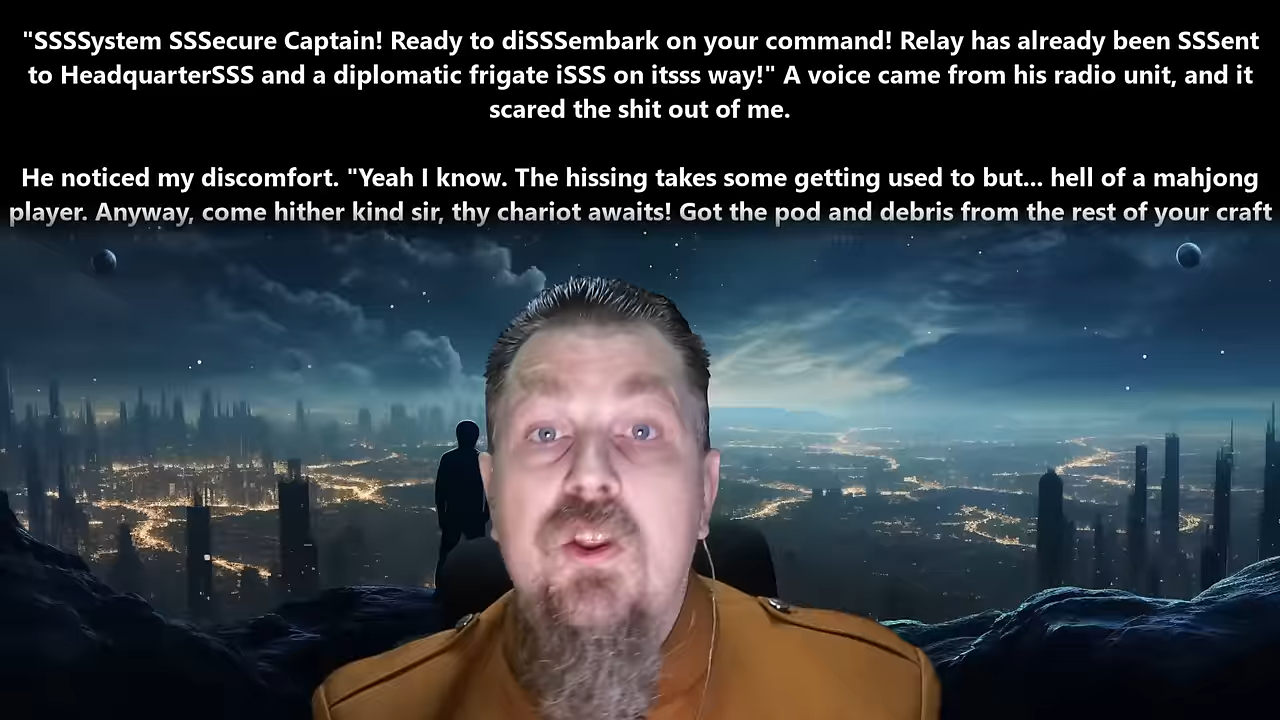 "SSSSystem SSSecure Captain! Ready to diSSSembark on your command! Relay has already been SSSent
to HeadquarterSSS and a diplomatic frigate iSSS on itsss way!" A voice came from his radio unit, and it
scared the shit out of me.
He noticed my discomfort. "Yeah I know. The hissing takes some getting used to but... hell of a mahjong
player. Anyway, come hither kind sir, thy chariot awaits! Got the pod and debris from the rest of your craft